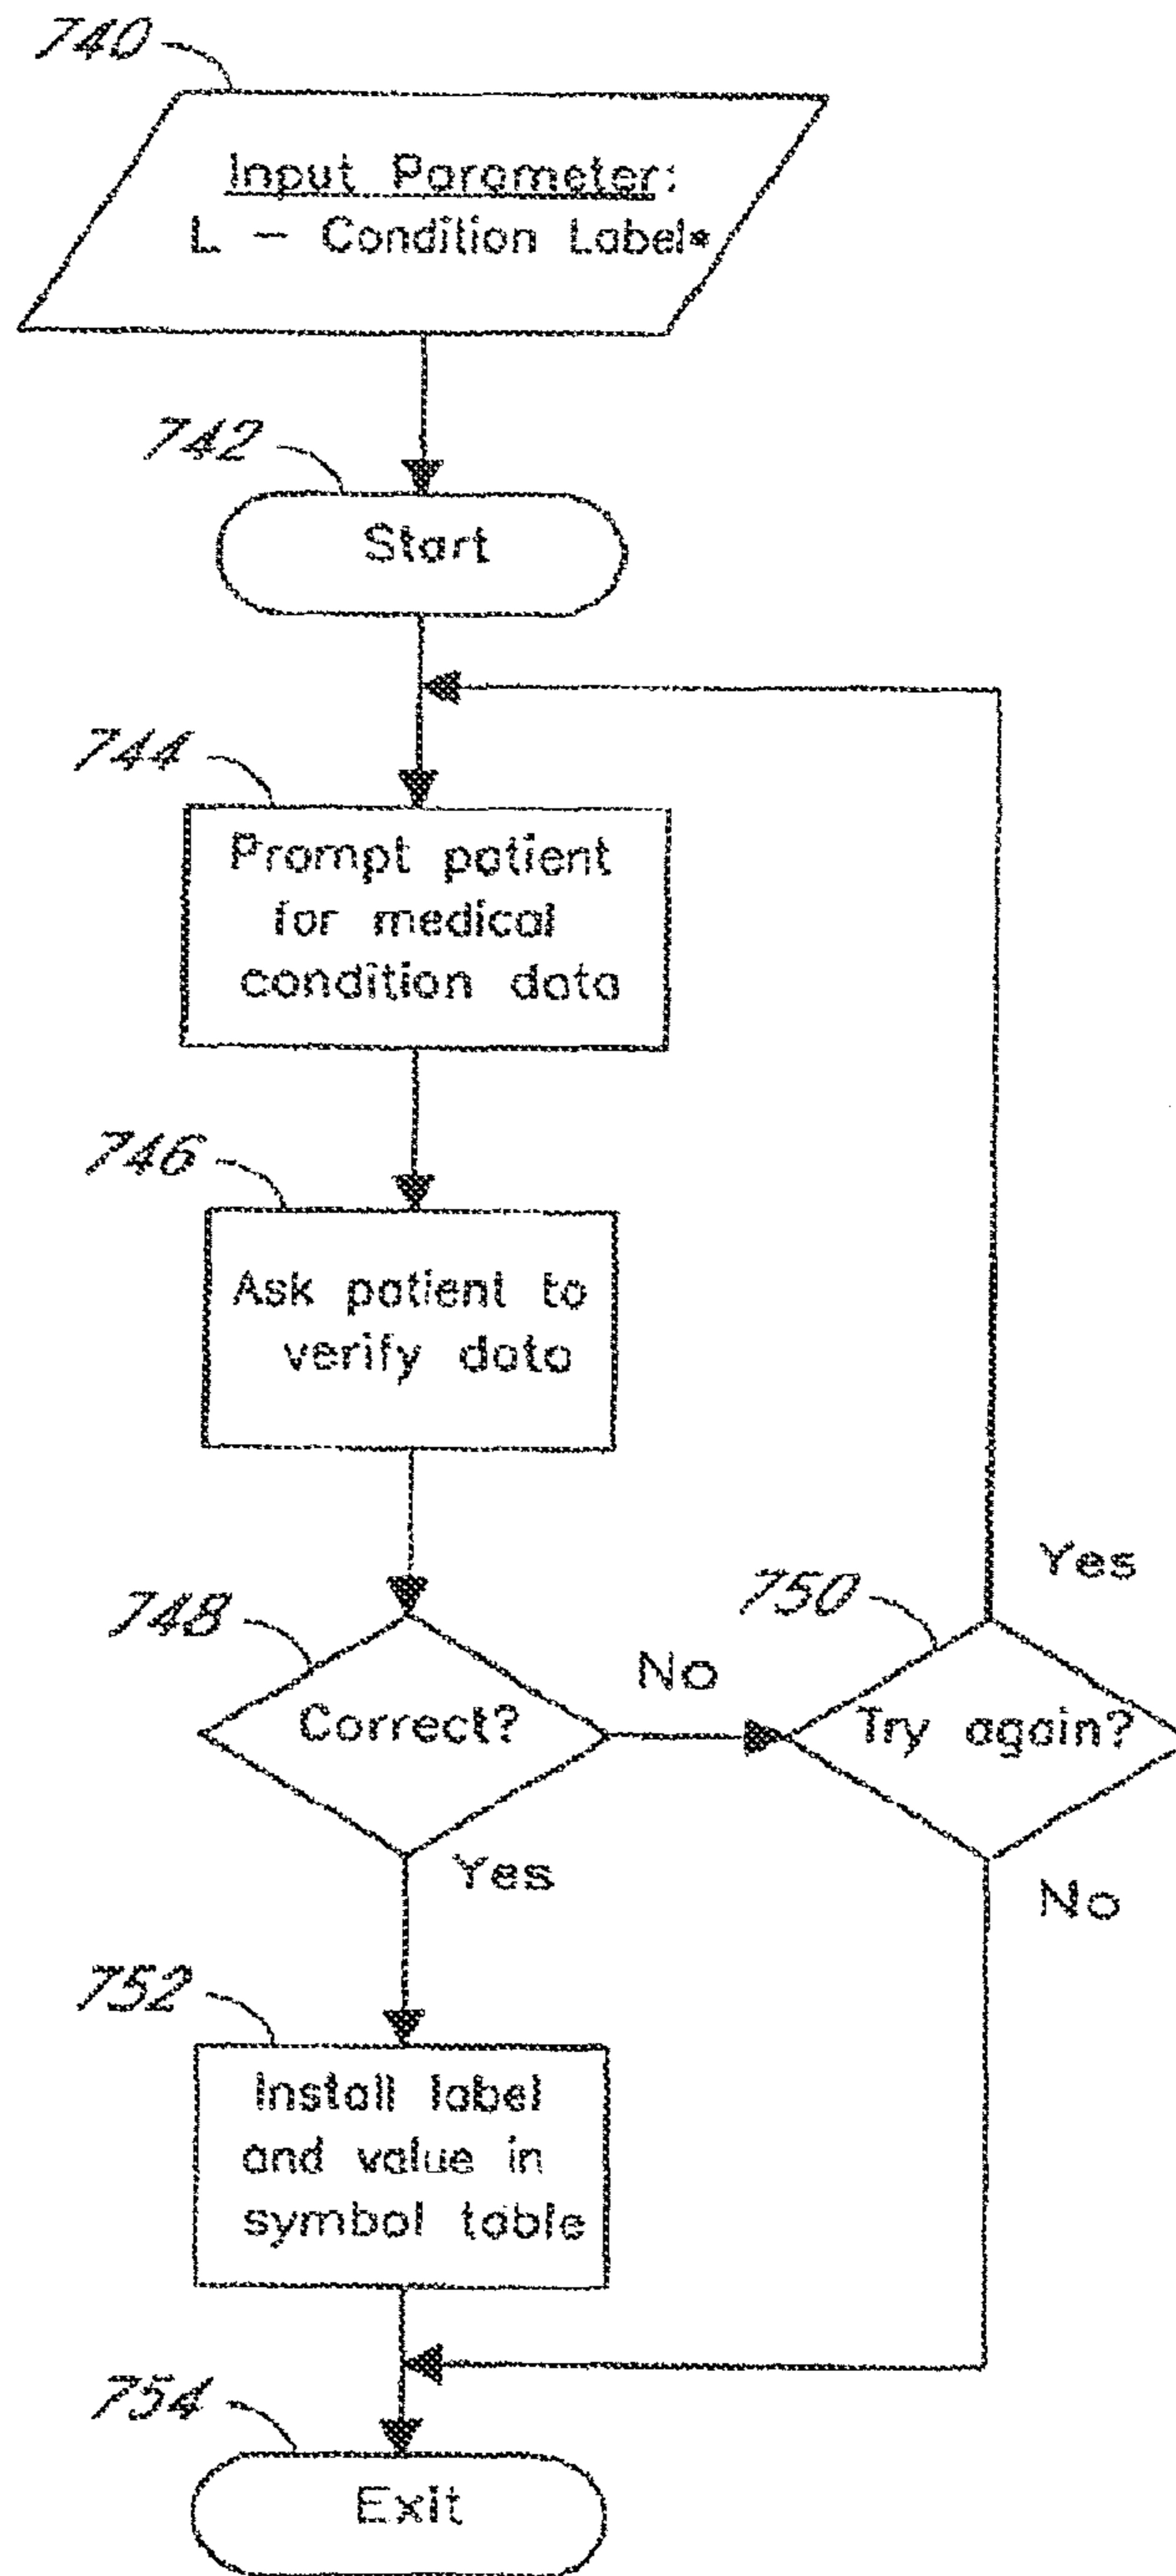 740
Input Parameter:
L - Condition Label*
742
Start
744
Prompt patient
for medical
condition data
746
Ask patient to
verify data
748
Correct?
No
750
Try again?
Yes
No
Yes
752
Install label
and value in
symbol table
754
Exit